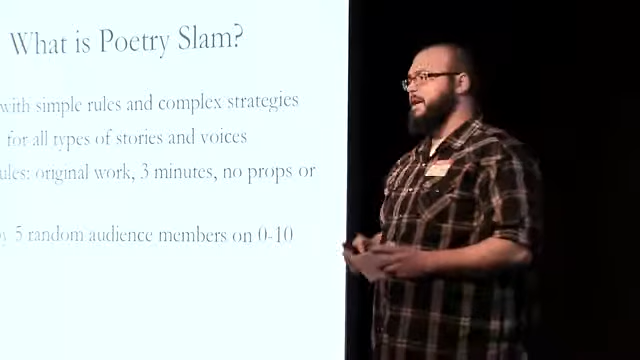 What is Poetry Slam?
with simple rules and complex strategies
for all types of stories and voices
ules: original work, 3 minutes, no props or
y 5 random audience members on 0-10